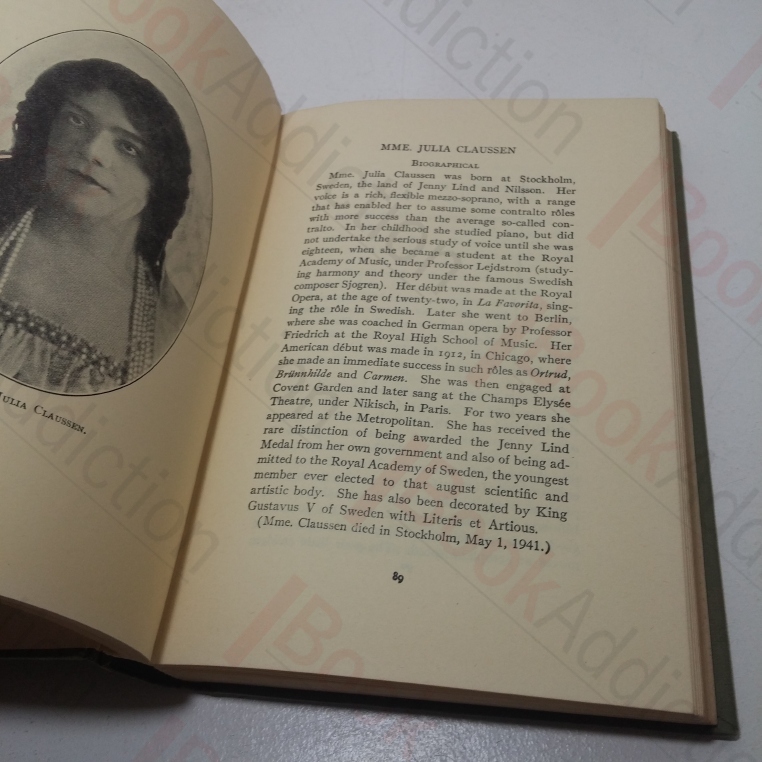 JULIA CLAUSSEN.
MME. JULIA CLAUSSEN
BIOGRAPHICAL
Mme. Julia Claussen was born at Stockholm,
Sweden, the land of Jenny Lind and Nilsson. Her
voice is a rich, flexible mezzo-soprano, with a range
that has enabled her to assume some contralto rôles
with more success than the average so-called con-
tralto. In her childhood she studied piano, but did
not undertake the serious study of voice until she was
eighteen, when she became a student at the Royal
Academy of Music, under Professor Lejdstrom (study-
ing harmony and theory under the famous Swedish
composer Sjogren). Her début was made at the Royal
Opera, at the age of twenty-two, in La Favorita, sing-
ing the rôle in Swedish. Later she went to Berlin,
where she was coached in German opera by Professor
Friedrich at the Royal High School of Music. Her
American début was made in 1912, in Chicago, where
she made an immediate success in such rôles as Ortrud,
Brünnhilde and Carmen. She was then engaged at
Covent Garden and later sang at the Champs Elysée
Theatre, under Nikisch, in Paris. For two years she
appeared at the Metropolitan. She has received the
rare distinction of being awarded the Jenny Lind
Medal from her own government and also of being ad-
mitted to the Royal Academy of Sweden, the youngest
member ever elected to that august scientific and
artistic body. She has also been decorated by King
Gustavus V of Sweden with Literis et Artious.
(Mme. Claussen died in Stockholm, May 1, 1941.)
89
BookAddiction